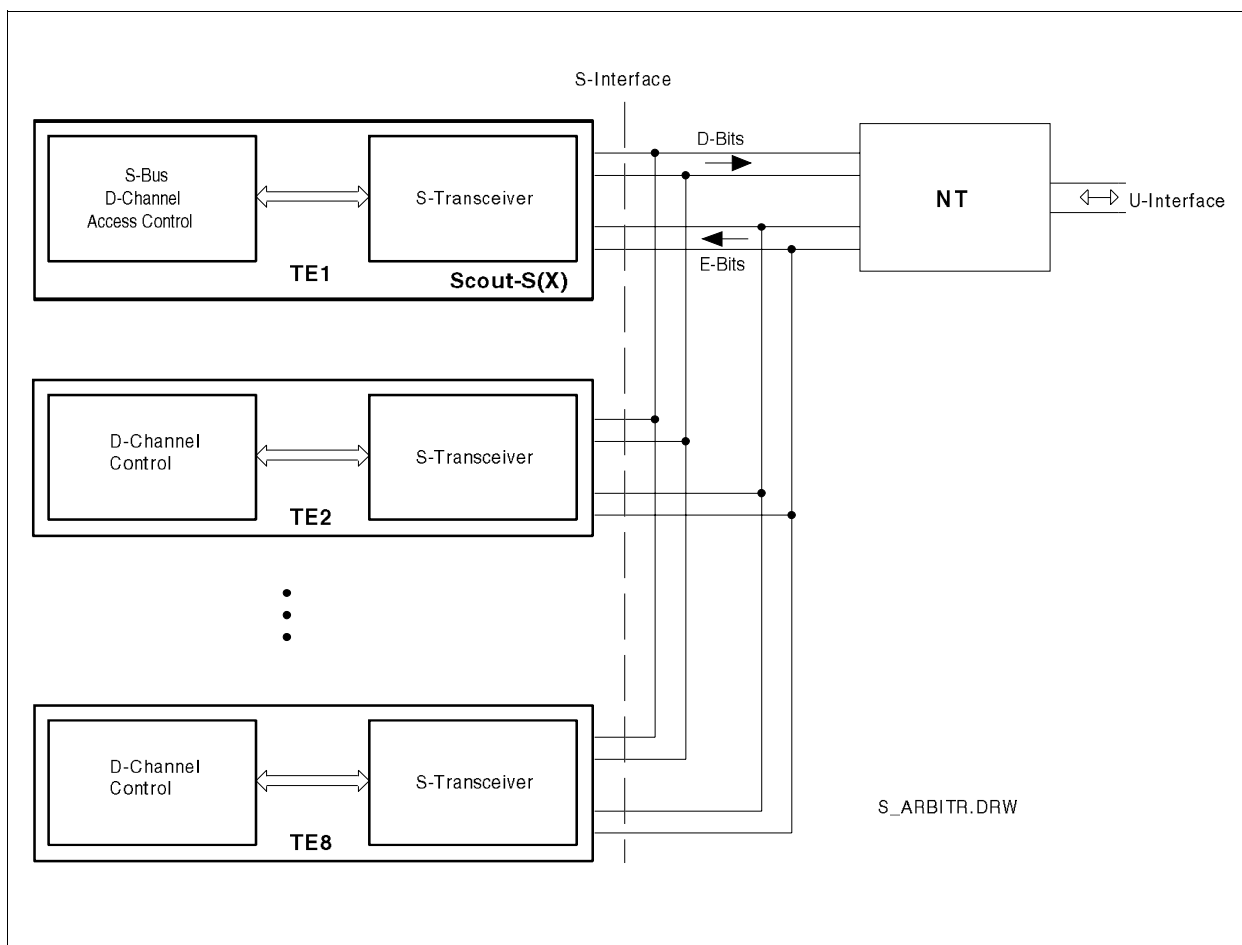 S-Interface
S-Bus
D-Channel
Access Control
S-Transceiver
TE1
Scout-S(X)
D-Bits
E-Bits
NT
U-Interface
D-Channel
Control
S-Transceiver
TE2
D-Channel
Control
S-Transceiver
TE8
S_ARBITR.DRW